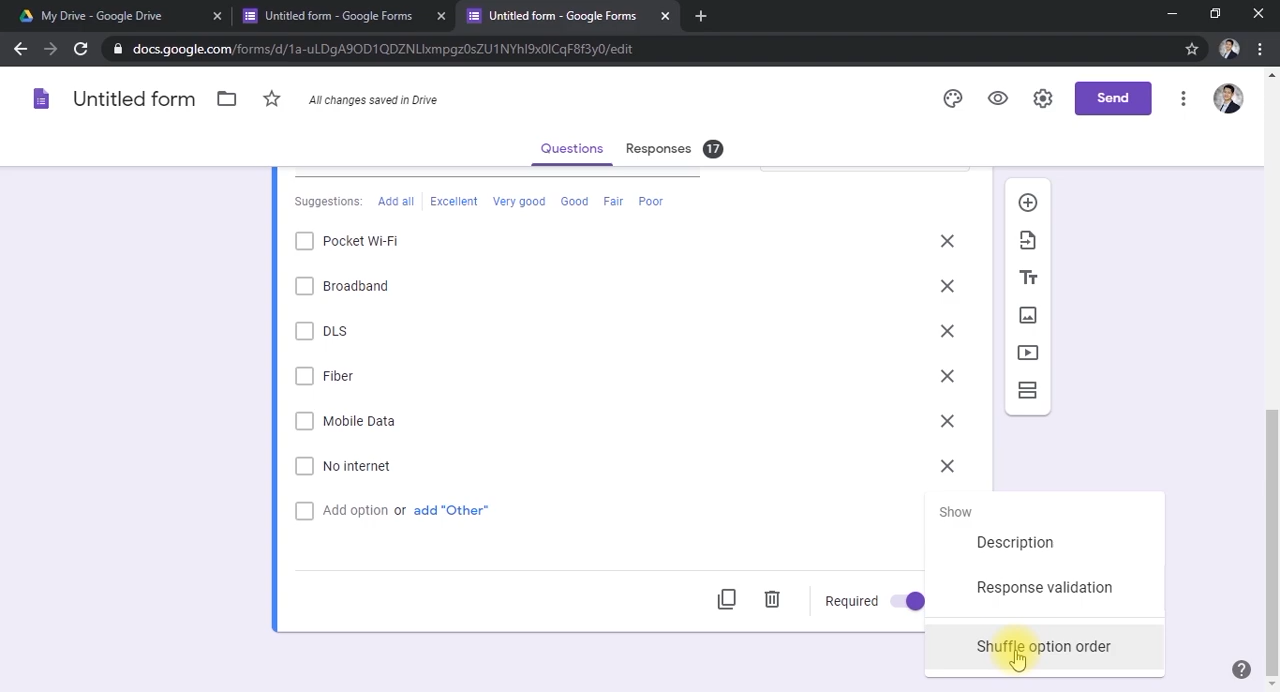 My Drive - Google Drive
Untitled form - Google Forms
Untitled form - Google Forms
docs.google.com/forms/d/1a-uLDgA9OD1QDZNLlxmpgz0sZU1NYhI9x0ICqF8f3y0/edit
Untitled form
All changes saved in Drive
Send
Questions
Responses 17
Suggestions: Add all Excellent Very good Good Fair Poor
Pocket Wi-Fi
Broadband
DLS
Fiber
Mobile Data
No internet
Add option or add "Other"
Show
Description
Response validation
Required
Shuffle option order